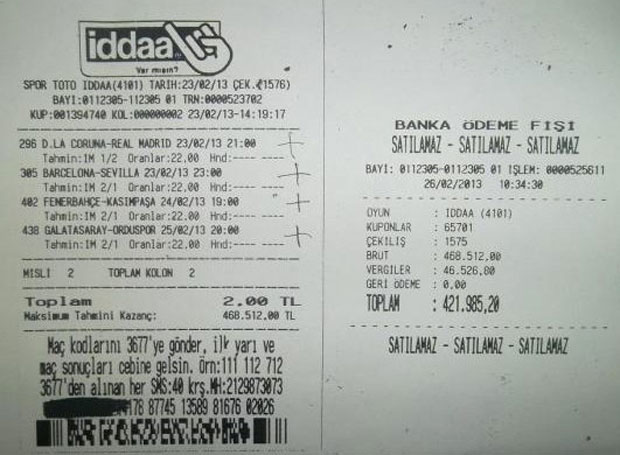 iddaa
Var mısın?
SPOR TOTO IDDAA(4101) TARİH:23/02/13 ÇEK.(1576)
BAYİ:0112305-112305 01 TRN:0000523702
KUP:001394740 KOL:000000002 23/02/13-14:19:17
296 D.LA CORUNA-REAL MADRID 23/02/13 21:00
Tahmin:IM 1/2 Oranlar:22.00 Hnd:---- ----
305 BARCELONA-SEVILLA 23/02/13 23:00
Tahmin:IM 2/1 Oranlar:22.00 Hnd:---- ----
402 FENERBAHÇE-KASIMPAŞA 24/02/13 19:00
Tahmin:IM 2/1 Oranlar:22.00 Hnd:---- ----
438 GALATASARAY-ORDUSPOR 25/02/13 20:00
Tahmin:IM 2/1 Oranlar:22.00 Hnd:---- ----
MISLI 2 TOPLAM KOLON 2
Toplam 2.00 TL
Maksimum Tahmini Kazanç: 468.512,00 TL
Maç kodlarını 3677'ye gönder, ilk yarı ve
maç sonuçları cebine gelsin. örn:111 112 712
3677'den alınan her SMS:40 krş.MH:2129873073
178 87745 13589 81676 02026
BANKA ÖDEME FIŞI
SATILAMAZ - SATILAMAZ - SATILAMAZ
BAYI: 0112305-0112305 01 IŞLEM: 0000525611
26/02/2013 10:34:30
OYUN : IDDAA (4101)
KUPONLAR : 65701
ÇEKILIŞ : 1575
BRUT : 468.512,00
VERGILER : 46.526,80
GERI ÖDEME : 0,00
TOPLAM : 421.985,20
SATILAMAZ - SATILAMAZ - SATILAMAZ